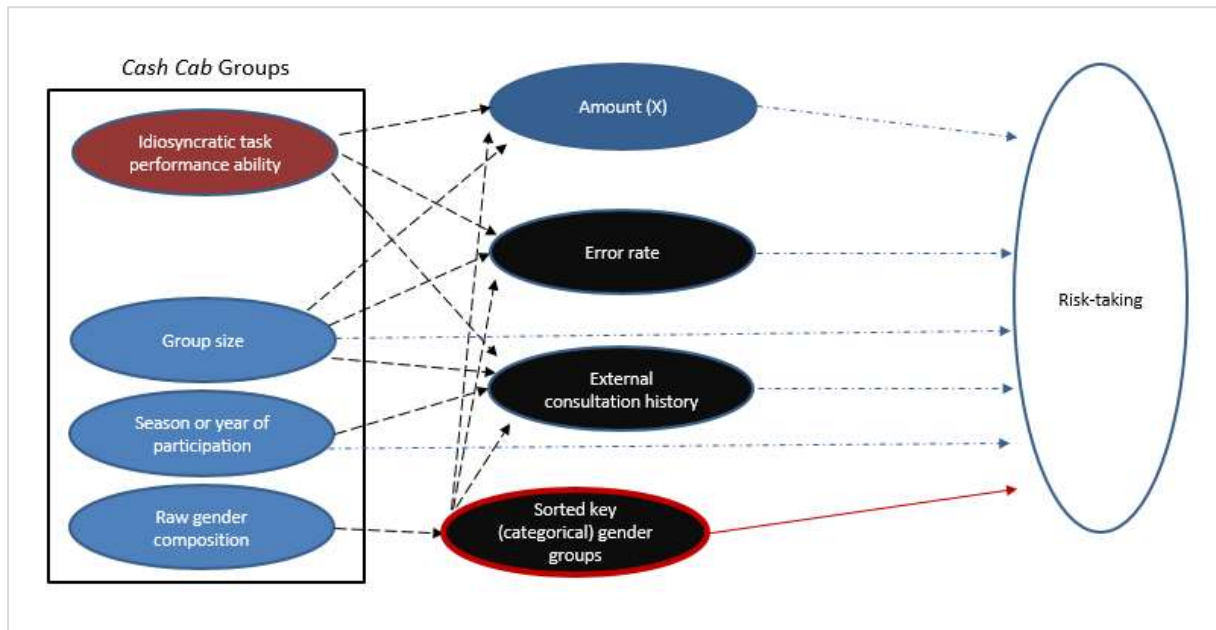 Cash Cab Groups
Idiosyncratic task
performance ability
Group size
Season or year of
participation
Raw gender
composition
Amount (X)
Error rate
External
consultation history
Sorted key
(categorical) gender
groups
Risk-taking